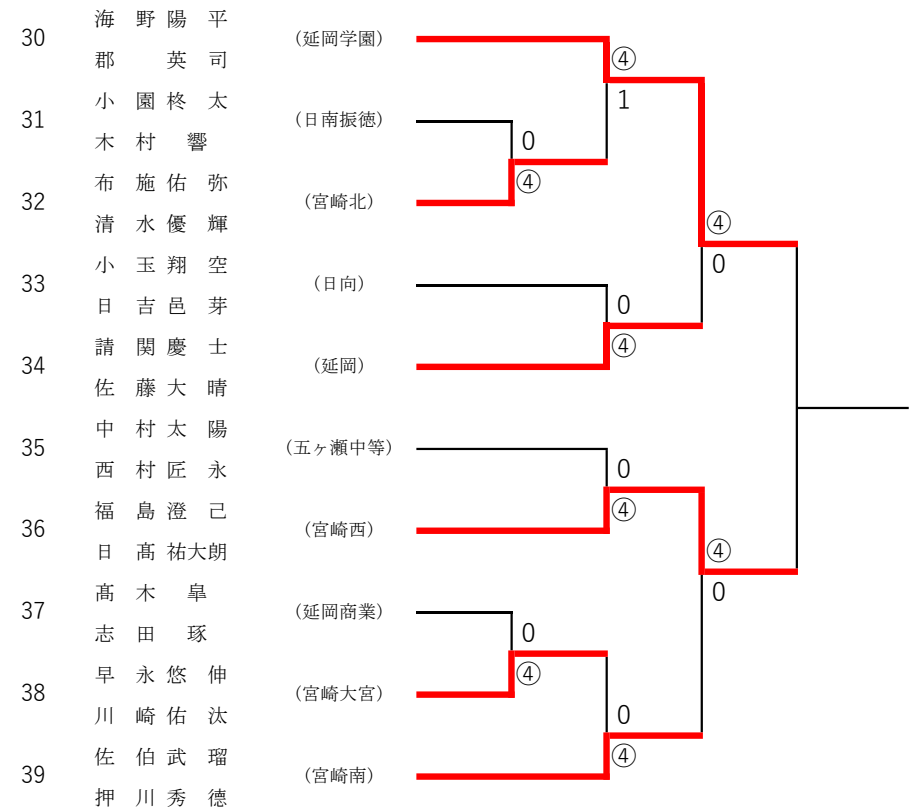 海野陽平
30 (延岡学園)
④
郡英司
小園柊太
1
31 (日南振徳)
0
木村響
布施佑弥
④
32 (宮崎北)
清水優輝
④
小玉翔空
0
33 (日向)
日吉邑芽
0
請関慶士
④
34 (延岡)
佐藤大晴
中村太陽
35 (五ヶ瀬中等)
西村匠永
0
福島澄己
④
36 (宮崎西)
日髙祐大朗
④
髙木皐
0
37 (延岡商業)
志田琢
0
早永悠伸
④
38 (宮崎大宮)
川崎佑汰
0
佐伯武瑠
④
39 (宮崎南)
押川秀徳